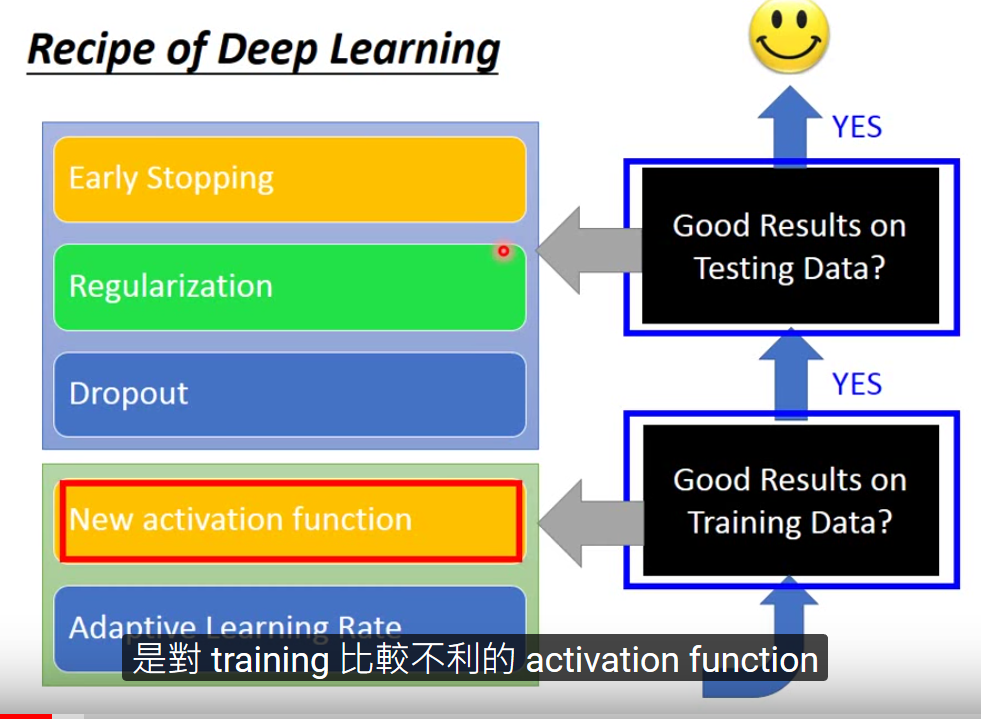 Recipe of Deep Learning
YES
Early Stopping
Good Results on
Testing Data?
Regularization
YES
Dropout
Good Results on
Training Data?
New activation function
Adaptive Learning Rate
是對 training 比較不利的 activation function